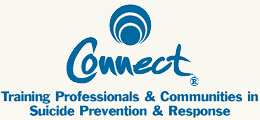 Connect®
Training Professionals & Communities in
Suicide Prevention & Response